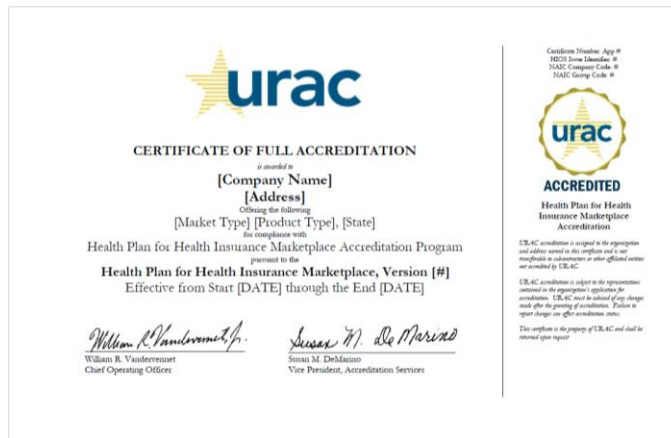 urac
CERTIFICATE OF FULL ACCREDITATION
is awarded to
[Company Name]
[Address]
Offering the following
[Market Type] [Product Type], [State]
for compliance with
Health Plan for Health Insurance Marketplace Accreditation Program
pursuant to the
Health Plan for Health Insurance Marketplace, Version [#]
Effective from Start [DATE] through the End [DATE]
William R. Vandervennet, Jr.
William R. Vandervennet
Chief Operating Officer
Susan M. DeMarino
Susan M. DeMarino
Vice President, Accreditation Services
Certificate Number: App #
HIOS Issuer Identifier: #
NAIC Company Code: #
NAIC Group Code: #
urac
ACCREDITED
Health Plan for Health
Insurance Marketplace
Accreditation
URAC accreditation is assigned to the organization
and address named in this certificate and is not
transferable to subcontractors or other affiliated entities
not accredited by URAC.
URAC accreditation is subject to the representations
contained in the organization's application for
accreditation. URAC must be advised of any changes
made after the granting of accreditation. Failure to
report changes can affect accreditation status.
This certificate is the property of URAC and shall be
returned upon request